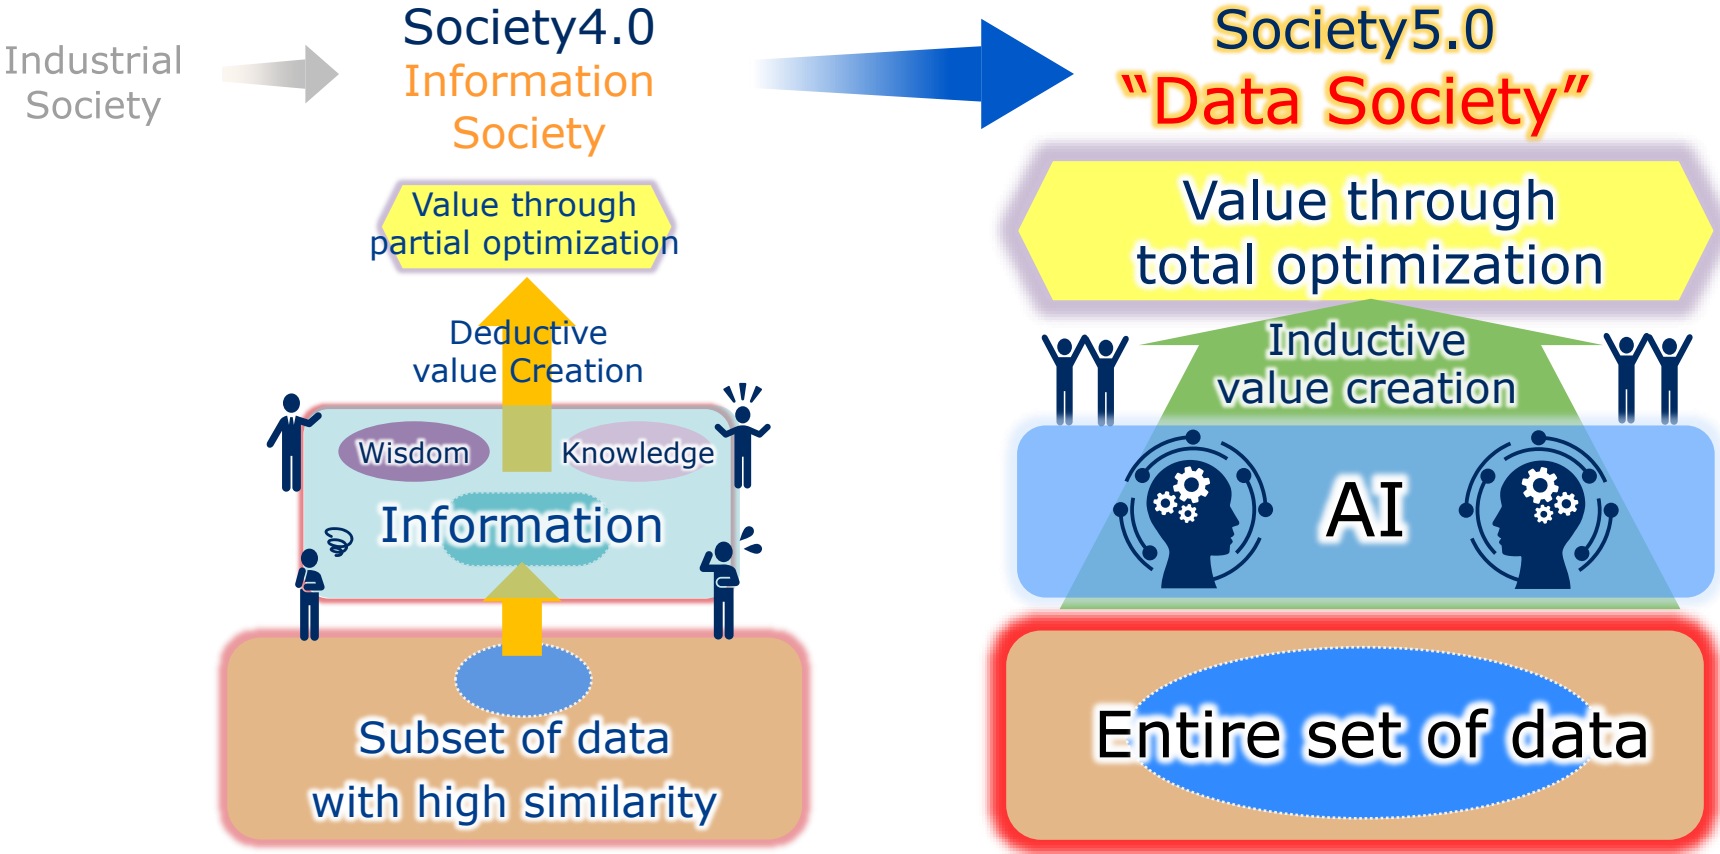 Industrial
Society
Society4.0
Information
Society
Value through
partial optimization
Deductive
value Creation
Wisdom
Knowledge
Information
Subset of data
with high similarity
Society5.0
“Data Society”
Value through
total optimization
Inductive
value creation
AI
Entire set of data